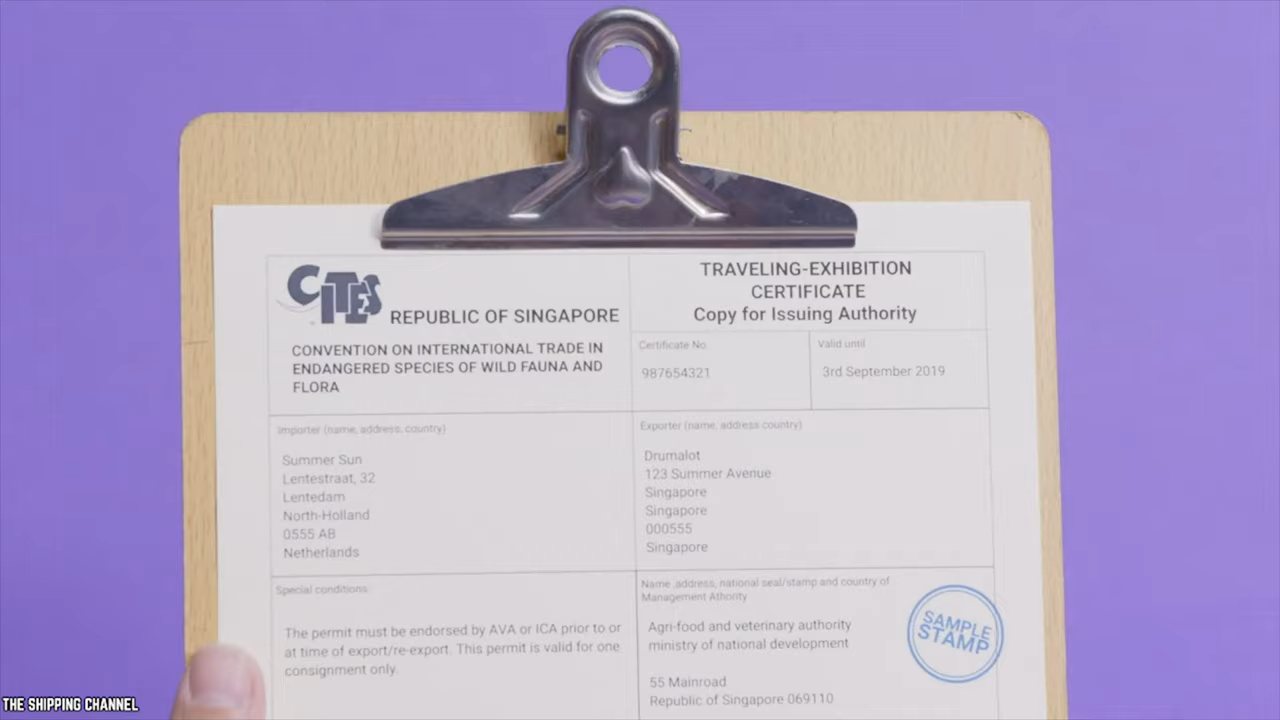 CITES
REPUBLIC OF SINGAPORE
CONVENTION ON INTERNATIONAL TRADE IN
ENDANGERED SPECIES OF WILD FAUNA AND
FLORA
TRAVELING-EXHIBITION
CERTIFICATE
Copy for Issuing Authority
Certificate No.
987654321
Valid until
3rd September 2019
Importer (name, address, country)
Summer Sun
Lentestraat, 32
Lentedam
North-Holland
0555 AB
Netherlands
Exporter (name, address country)
Drumalot
123 Summer Avenue
Singapore
Singapore
000555
Singapore
Special conditions:
The permit must be endorsed by AVA or ICA prior to or
at time of export/re-export. This permit is valid for one
consignment only.
Name ,address, national seal/stamp and country of
Management Athority
Agri-food and veterinary authority
ministry of national development
55 Mainroad
Republic of Singapore 069110
SAMPLE
STAMP
THE SHIPPING CHANNEL